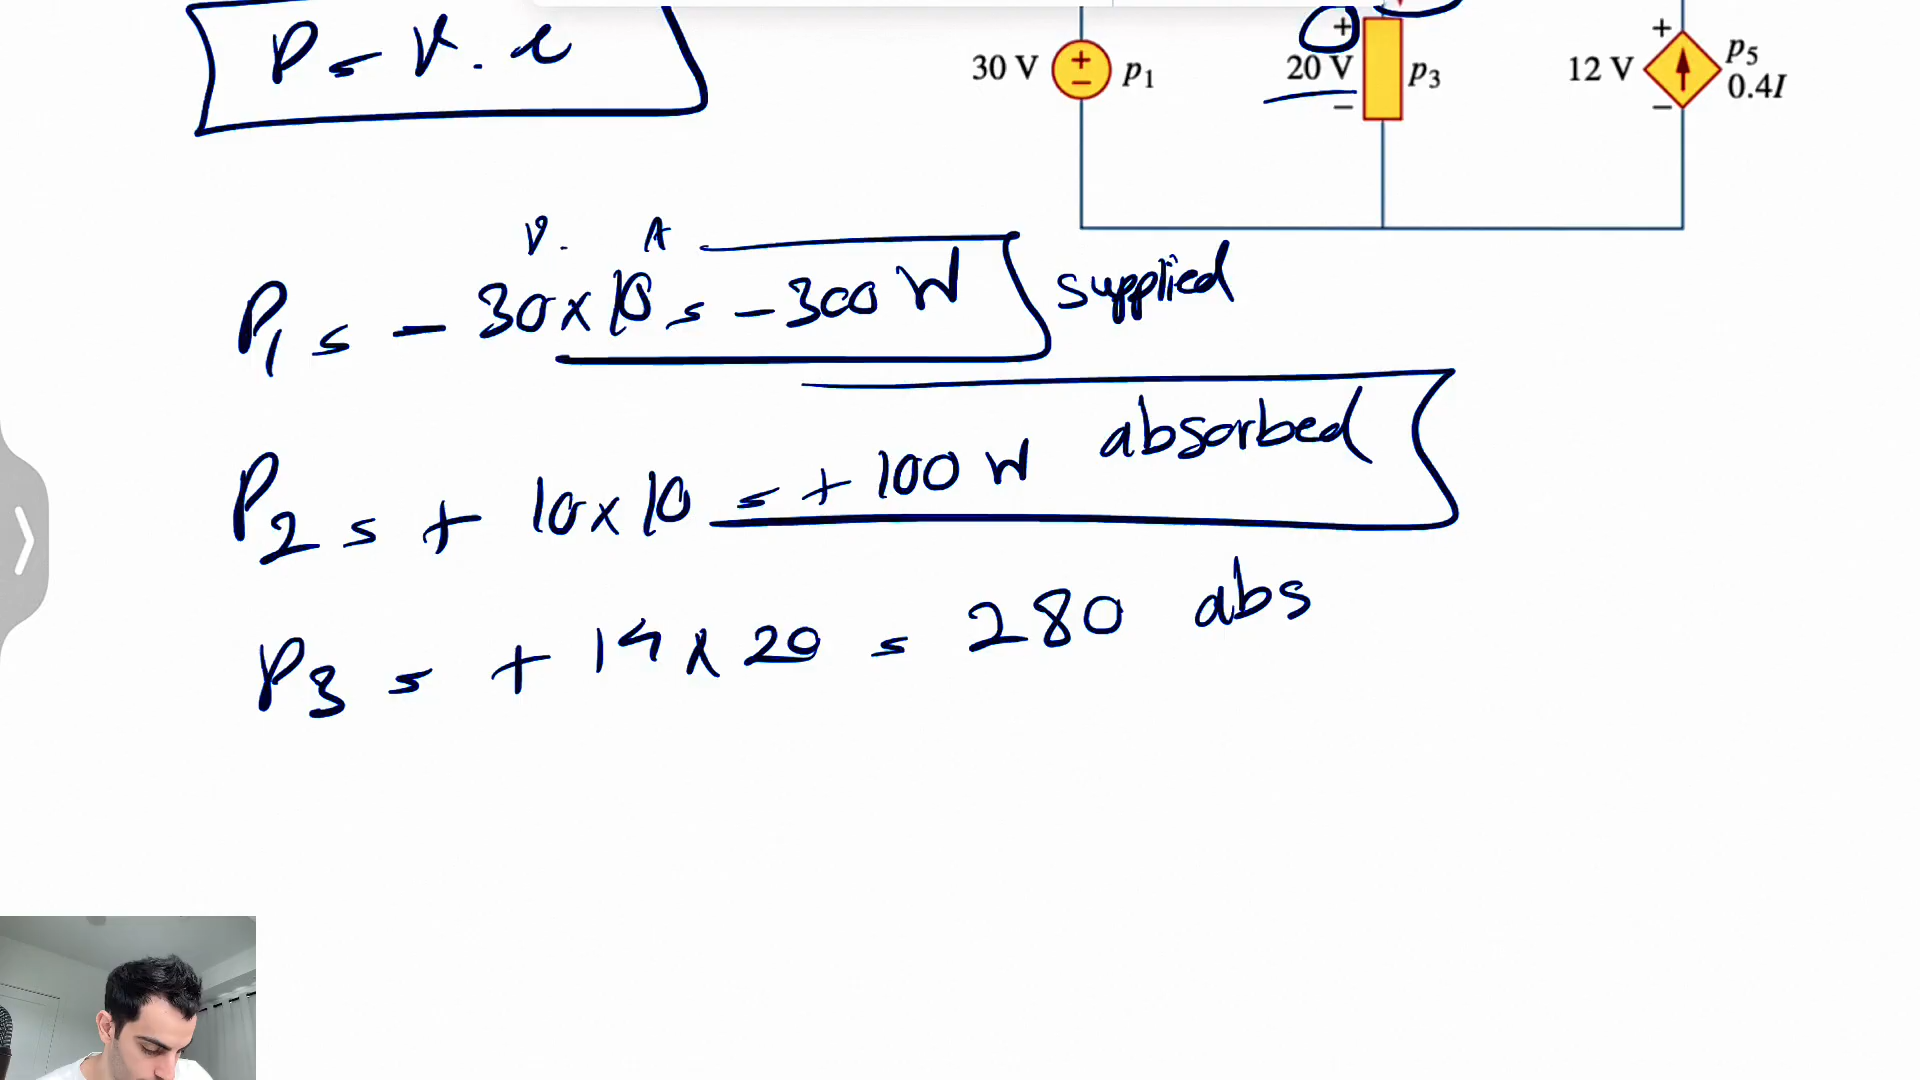 P = V . i
30 V + − p1
+ 20 V − p3
+ 12 V − p5 0.4I
V. A
P1 = − 30 x 10 = − 300 W supplied
P2 = + 10 x 10 = + 100 W absorbed
P3 = + 14 x 20 = 280 abs